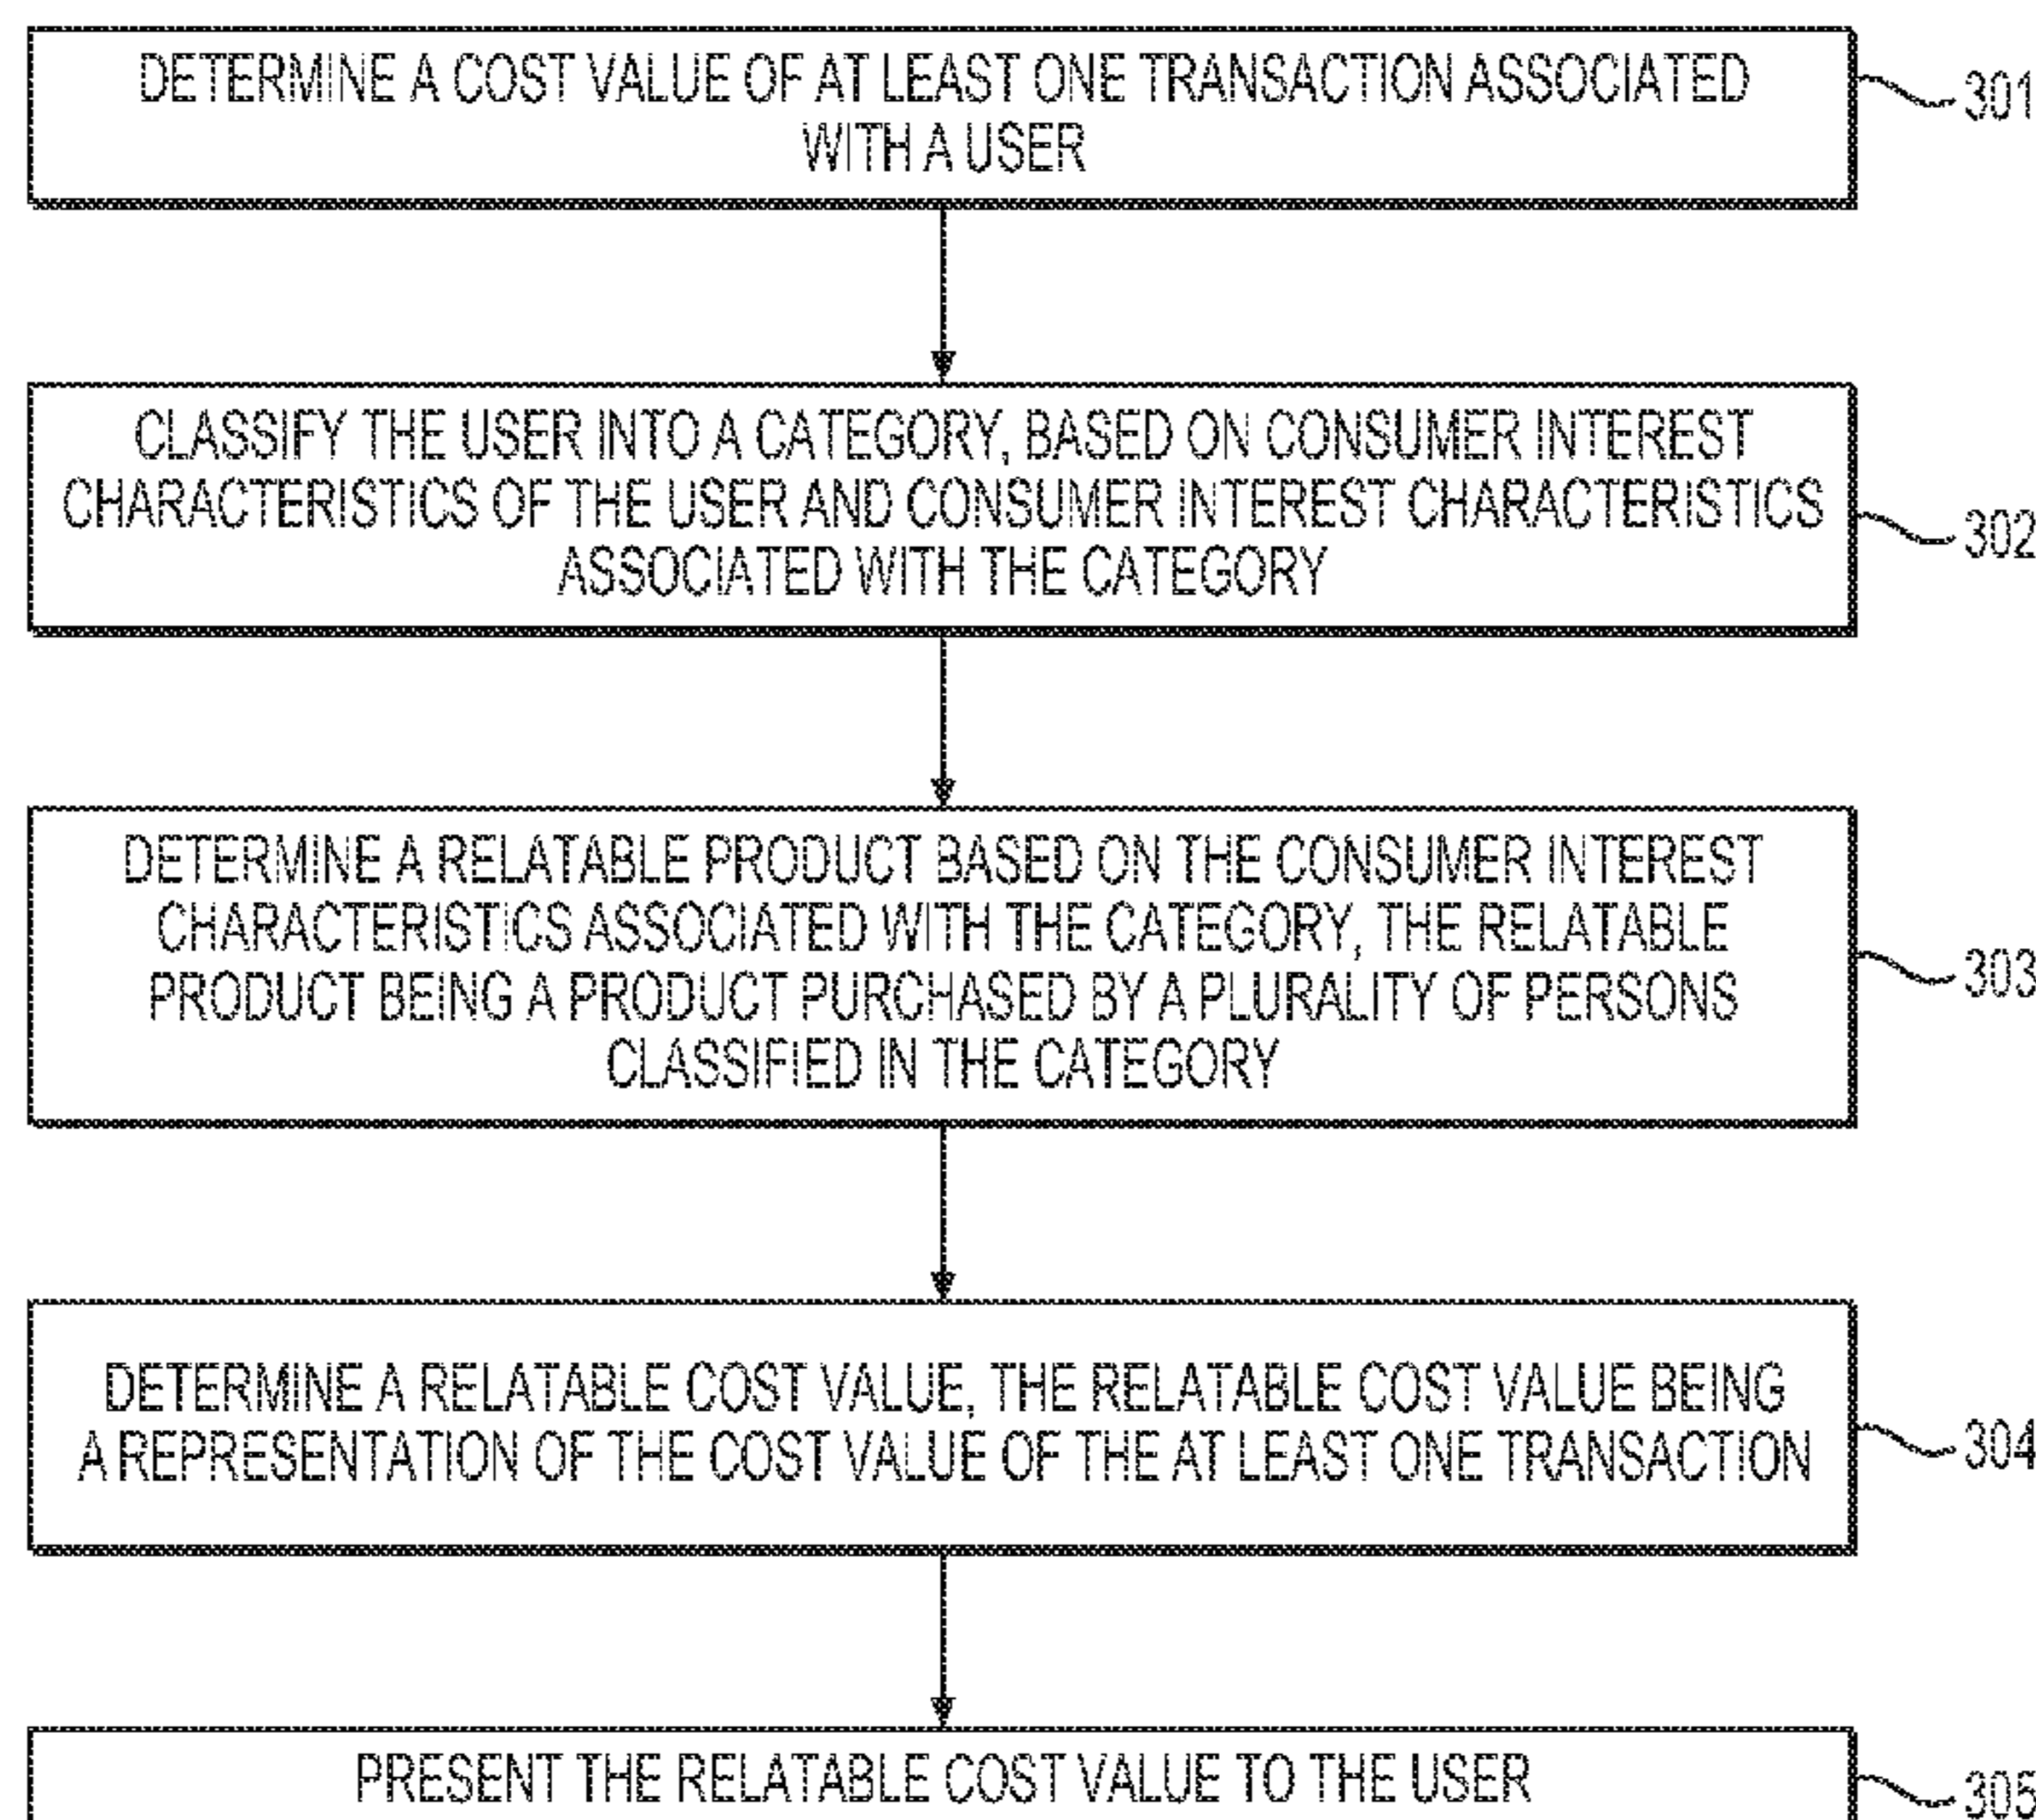 DETERMINE A COST VALUE OF AT LEAST ONE TRANSACTION ASSOCIATED
WITH A USER
301
CLASSIFY THE USER INTO A CATEGORY, BASED ON CONSUMER INTEREST
CHARACTERISTICS OF THE USER AND CONSUMER INTEREST CHARACTERISTICS
ASSOCIATED WITH THE CATEGORY
302
DETERMINE A RELATABLE PRODUCT BASED ON THE CONSUMER INTEREST
CHARACTERISTICS ASSOCIATED WITH THE CATEGORY, THE RELATABLE
PRODUCT BEING A PRODUCT PURCHASED BY A PLURALITY OF PERSONS
CLASSIFIED IN THE CATEGORY
303
DETERMINE A RELATABLE COST VALUE, THE RELATABLE COST VALUE BEING
A REPRESENTATION OF THE COST VALUE OF THE AT LEAST ONE TRANSACTION
304
PRESENT THE RELATABLE COST VALUE TO THE USER
305